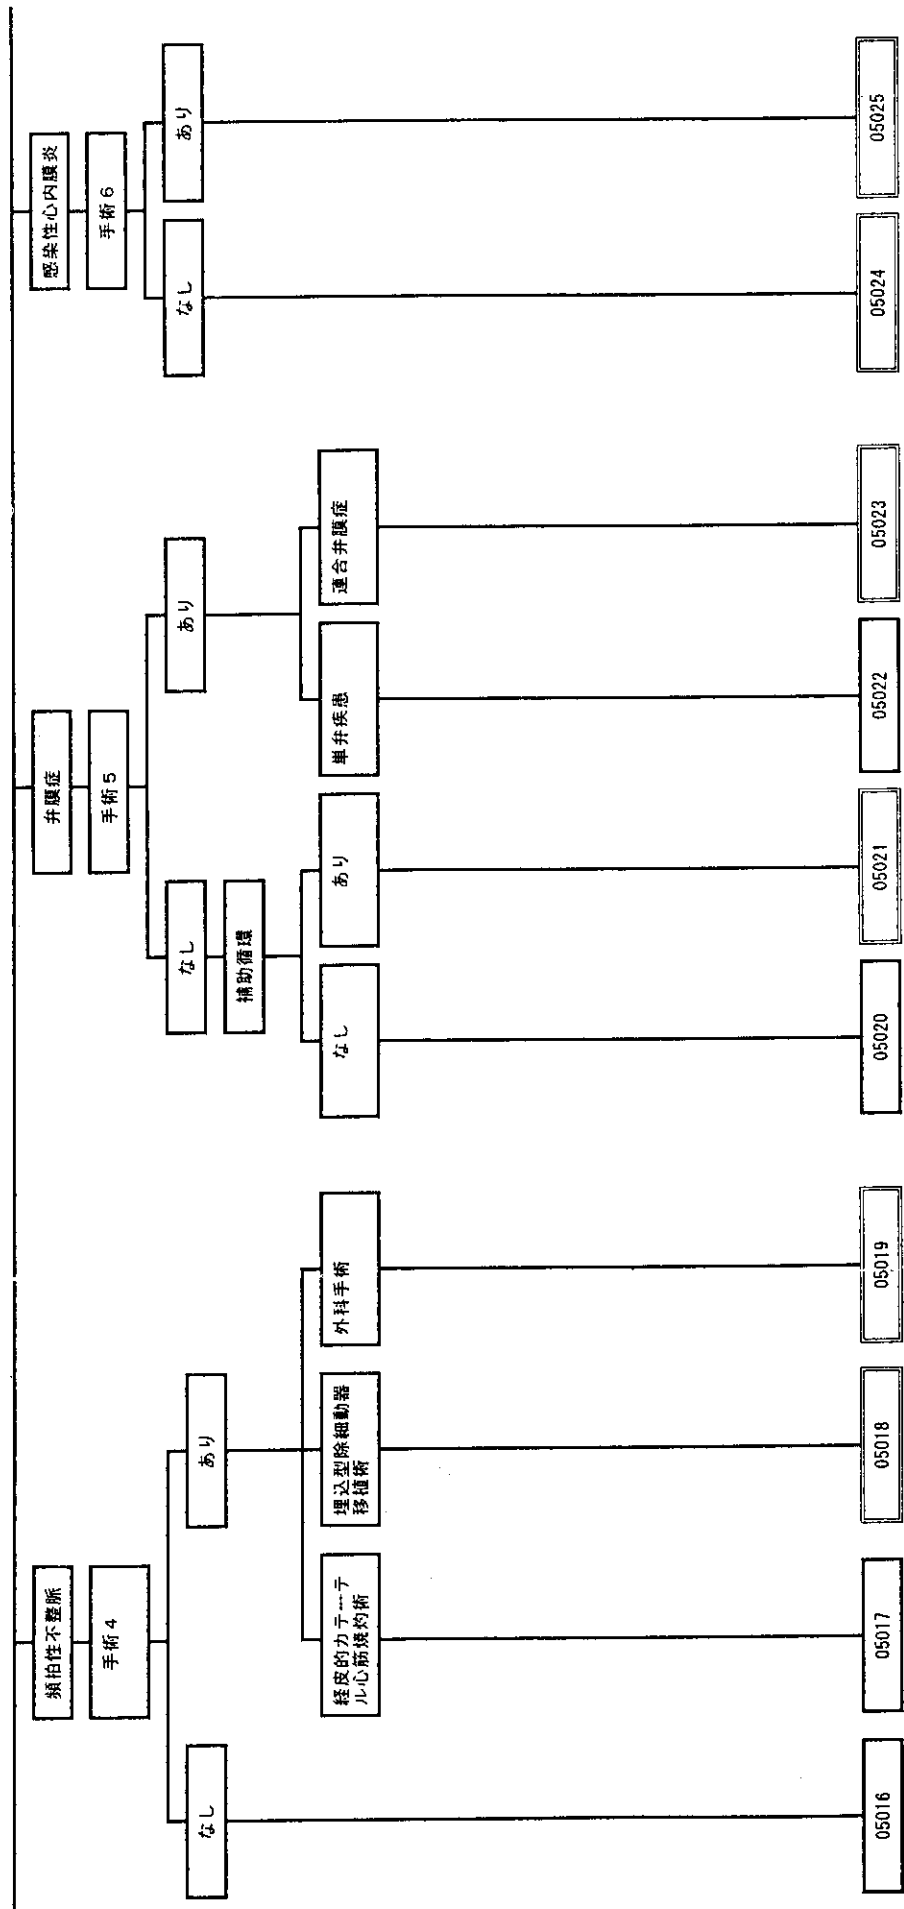 頻拍性不整脈
手術4
なし
あり
経皮的カテーテ
ル心筋焼灼術
埋込型除細動器
移植術
外科手術
05016
05017
05018
05019
弁膜症
手術5
なし
あり
補助循環
なし
あり
単弁疾患
連合弁膜症
05020
05021
05022
05023
感染性心内膜炎
手術6
なし
あり
05024
05025